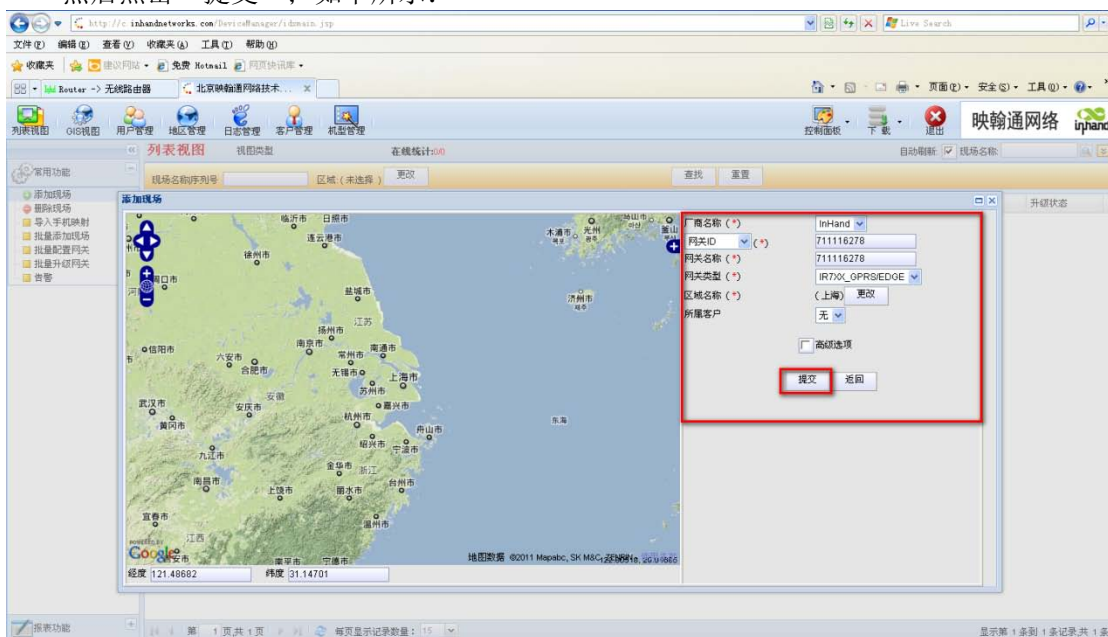 http://c inhandnetworks.com/DeviceManager/idmmain.jsp
Live Search
文件(F) 编辑(E) 查看(V) 收藏夹(A) 工具(T) 帮助(H)
收藏夹 建议网站 免费 Hotmail 网页快讯库
Router -> 无线路由器 北京映翰通网络技术... 页面(P) 安全(S) 工具(O)
列表视图 GIS视图 用户管理 地区管理 日志管理 客户管理 机型管理 控制面板 下载 退出 映翰通网络 inhand
列表视图 视图类型 在线统计:0/0 自动刷新: 现场名称:
常用功能 现场名称/序列号 区域:(未选择) 更改 查找 重置
添加现场
删除现场
导入手机映射
批量添加现场
批量配置网关
批量升级网关
告警
升级状态
添加现场
临沂市 日照市
连云港市
徐州市
周口市
盐城市
江苏
扬州市
信阳市
南京市 南通市
六安市 常州市
合肥市 无锡市 上海市
苏州市
安徽
武汉市 安庆市 嘉兴市
黄冈市 杭州市
舟山市
绍兴市 宁波市
九江市
金华市 浙江
南昌市 上饶市 丽水市 台州市
宜春市
温州市
江西
南平市 宁德市
木浦市 光州
济州市
东海
Google
地图数据 ©2011 Mapabc, SK M&C, ZENRIN
经度 121.48682 纬度 31.14701
厂商名称 (*) InHand
网关ID (*) 711116278
网关名称 (*) 711116278
网关类型 (*) IR7XX_GPRS/EDGE
区域名称 (*) (上海) 更改
所属客户 无
高级选项
提交 返回
报表功能 第 1 页,共 1 页 每页显示记录数量: 15 显示第 1 条到 1 条记录,共 1 条